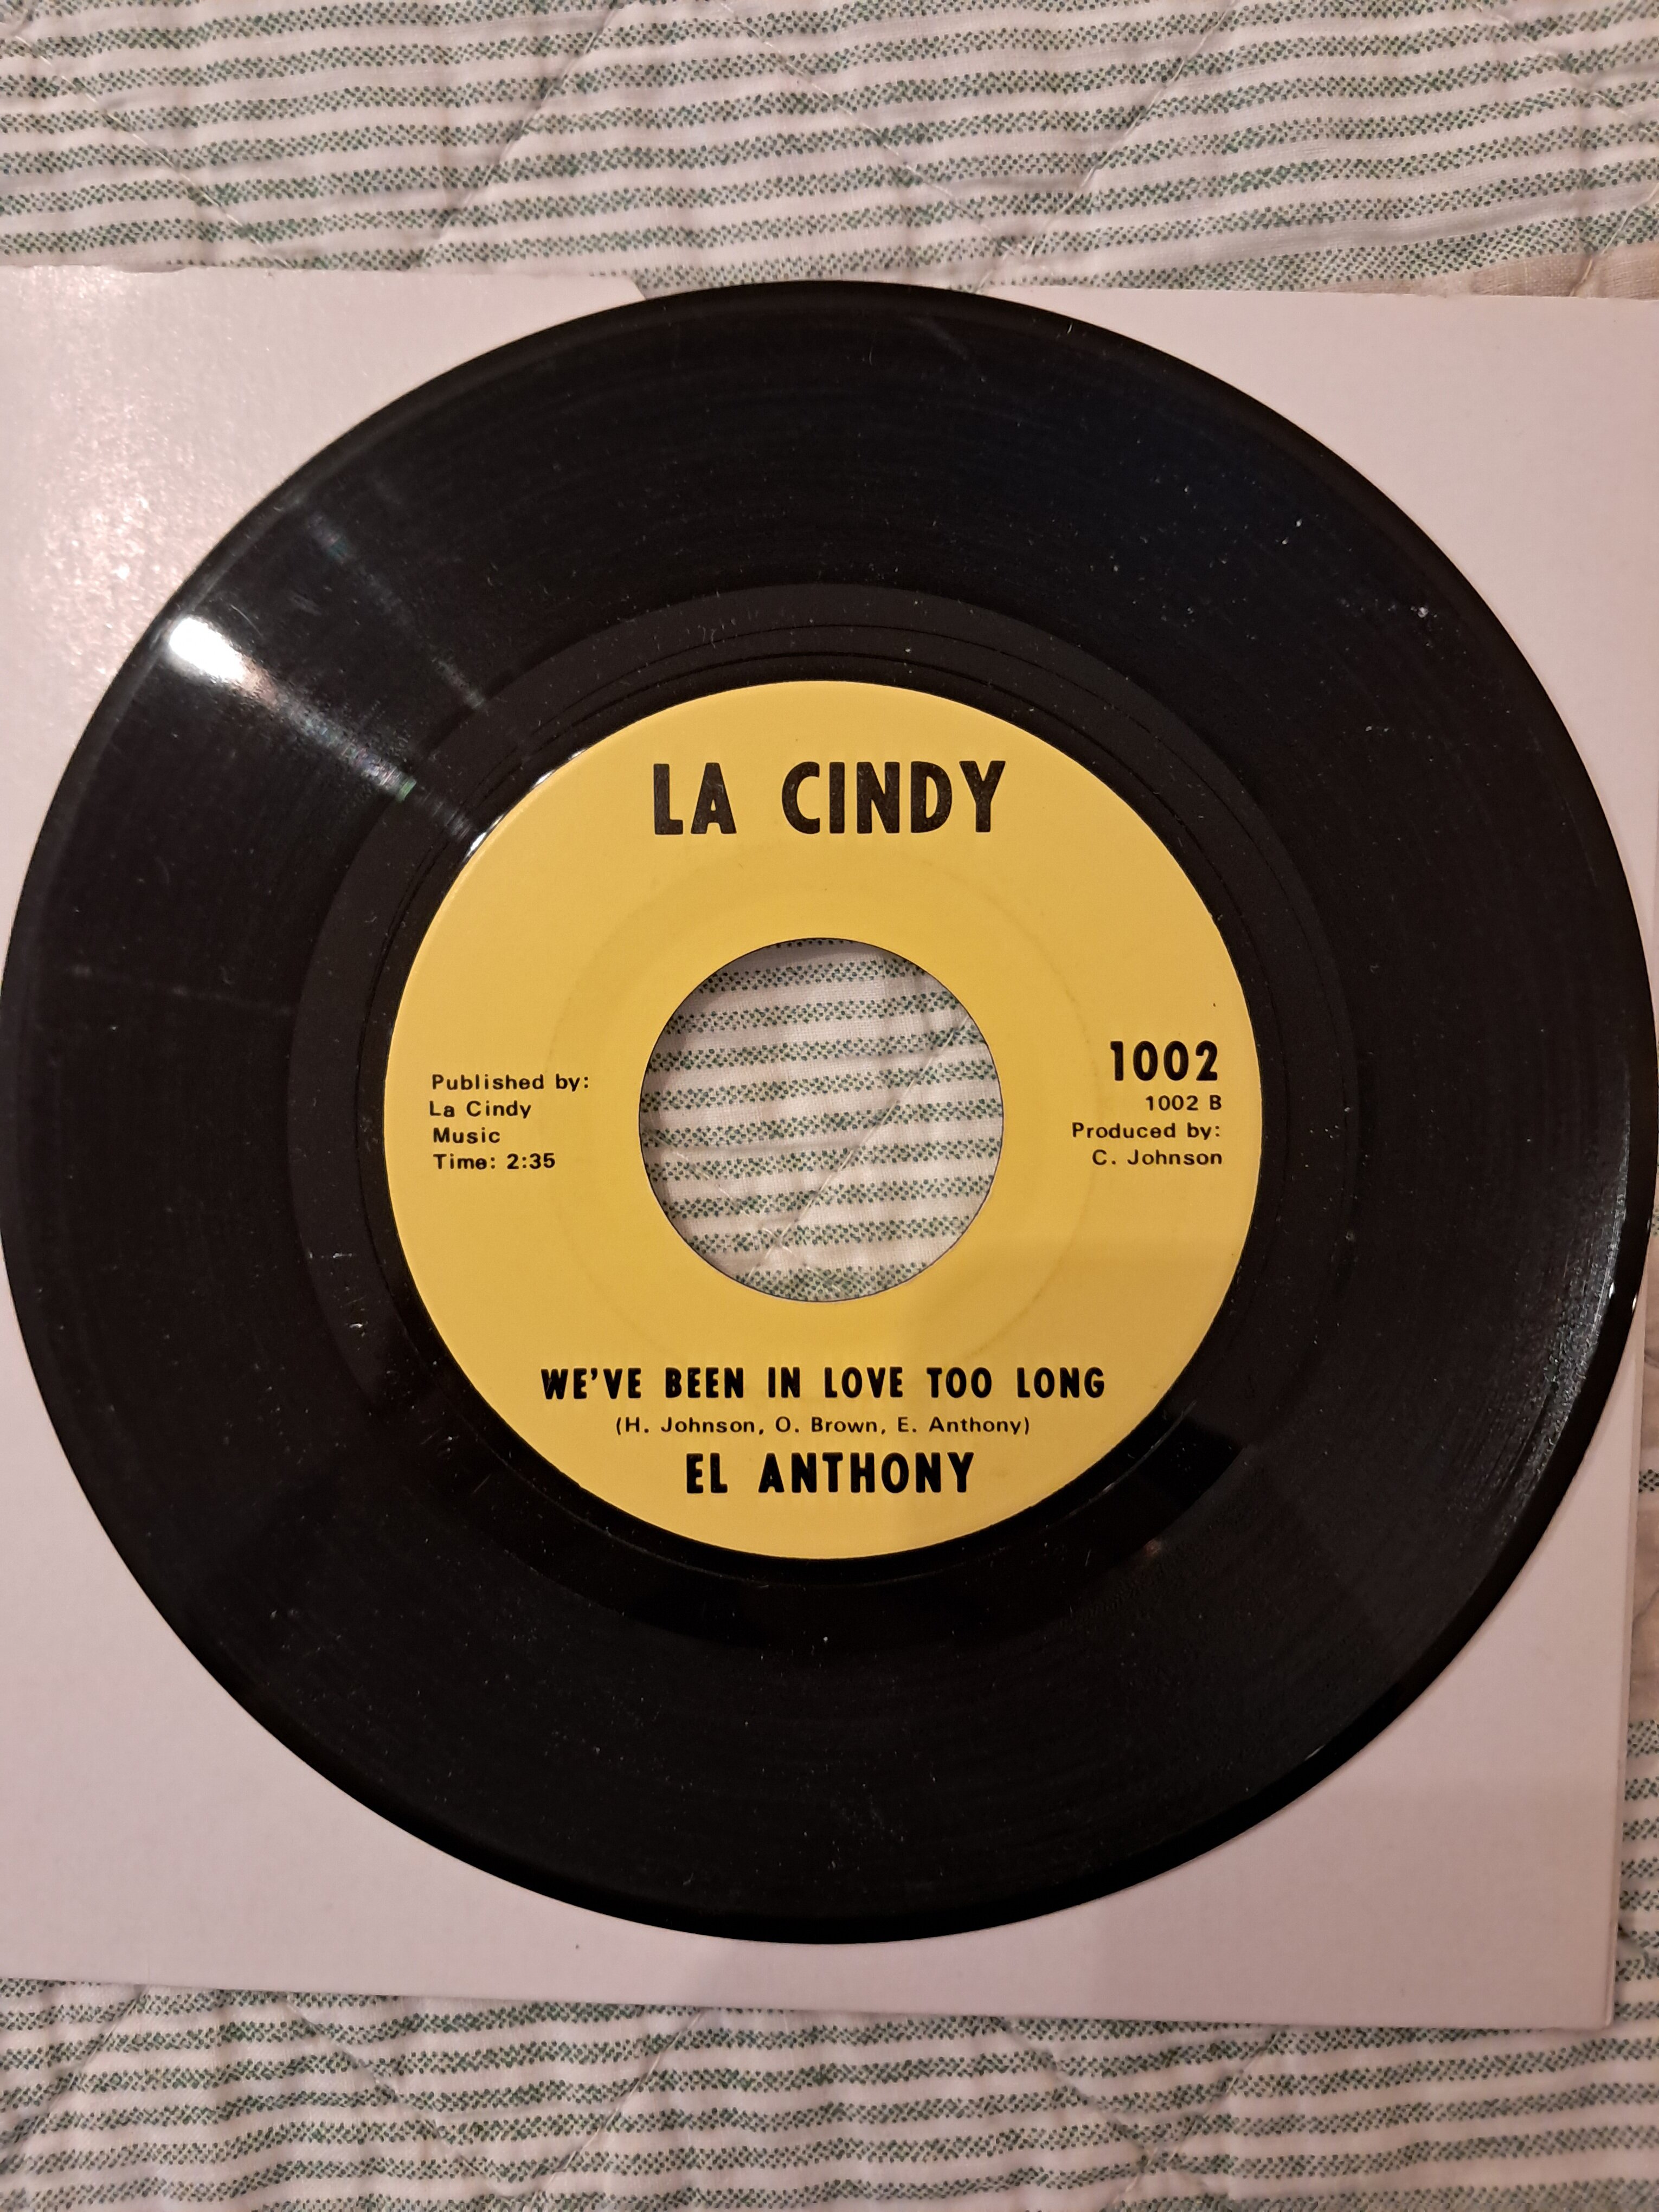 LA CINDY
Published by:
La Cindy
Music
Time: 2:35
1002
1002 B
Produced by:
C. Johnson
WE'VE BEEN IN LOVE TOO LONG
(H. Johnson, O. Brown, E. Anthony)
EL ANTHONY